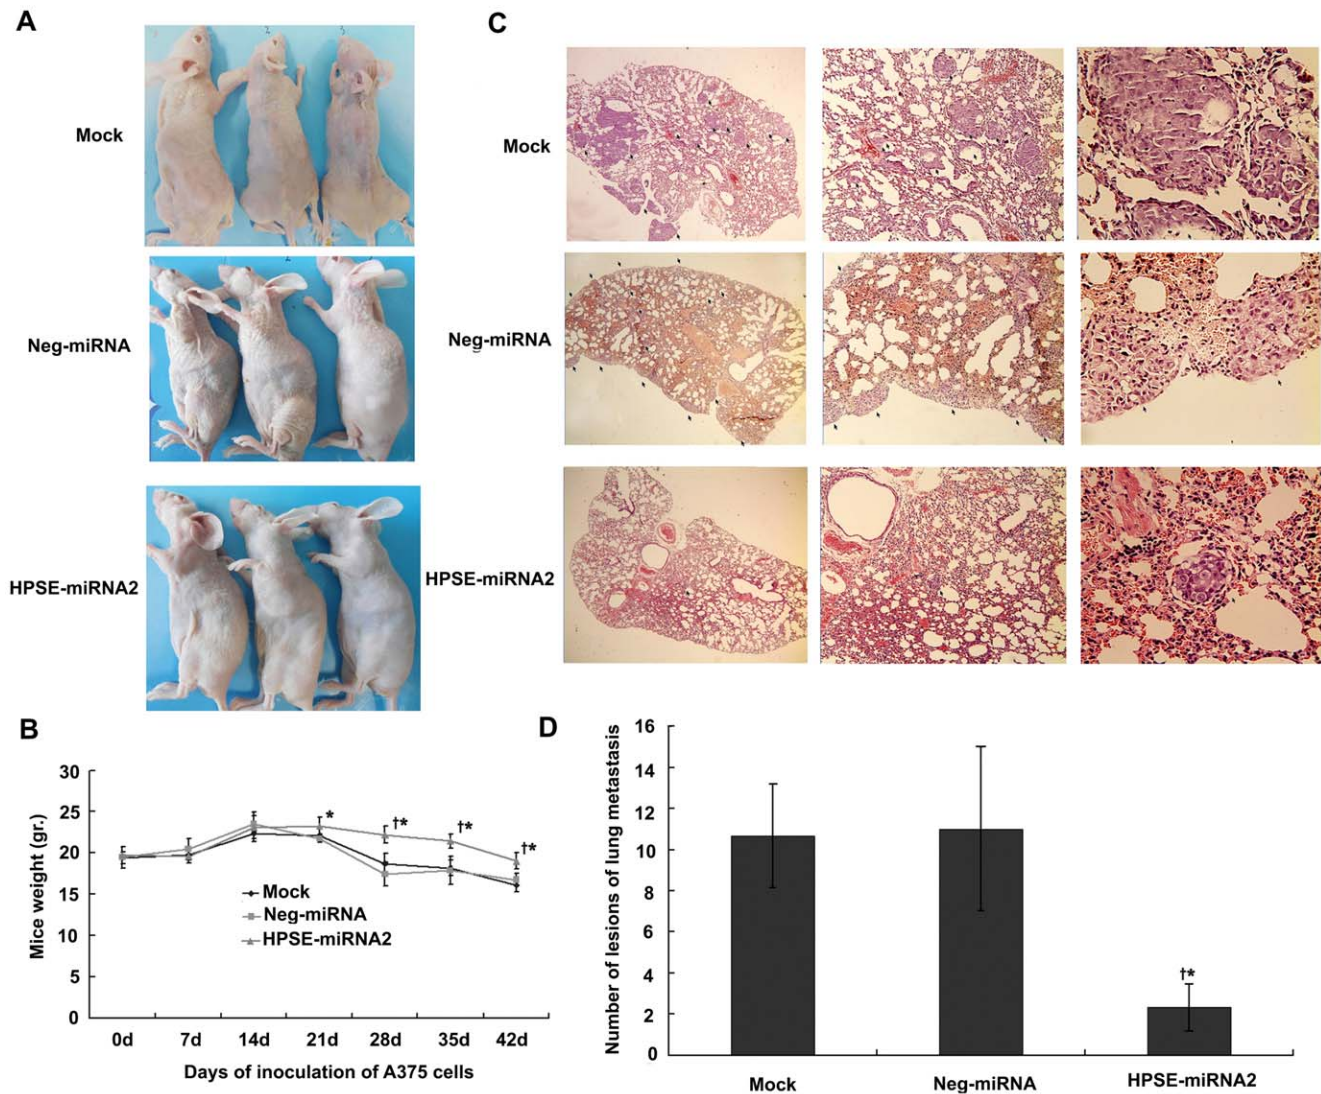 A
Mock
Neg-miRNA
HPSE-miRNA2
C
Mock
Neg-miRNA
HPSE-miRNA2
B
Mice weight (gr.)
30
25
20
15
10
5
0
*
†*
†*
†*
Mock
Neg-miRNA
HPSE-miRNA2
0d 7d 14d 21d 28d 35d 42d
Days of inoculation of A375 cells
D
Number of lesions of lung metastasis
16
14
12
10
8
6
4
2
0
†*
Mock Neg-miRNA HPSE-miRNA2